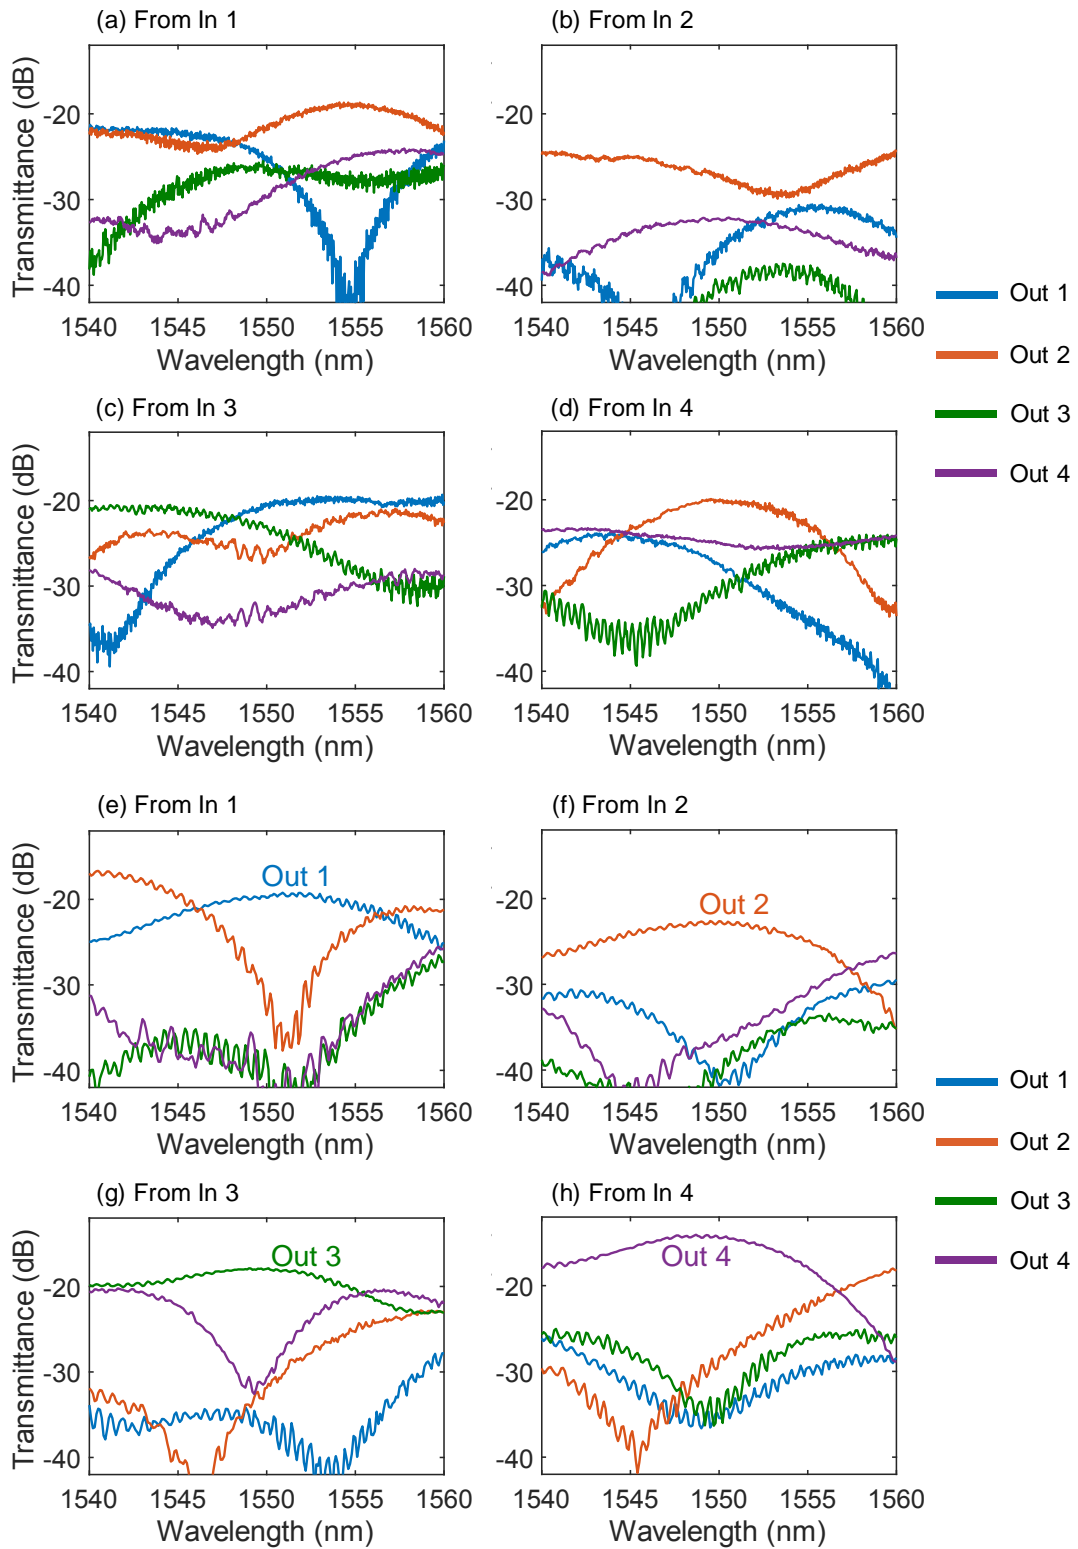 (a) From In 1
(b) From In 2
Transmittance (dB)
-20
-30
-40
1540 1545 1550 1555 1560
Wavelength (nm)
-20
-30
-40
1540 1545 1550 1555 1560
Wavelength (nm)
Out 1
Out 2
Out 3
Out 4
(c) From In 3
(d) From In 4
Transmittance (dB)
-20
-30
-40
1540 1545 1550 1555 1560
Wavelength (nm)
-20
-30
-40
1540 1545 1550 1555 1560
Wavelength (nm)
(e) From In 1
(f) From In 2
Transmittance (dB)
-20
-30
-40
Out 1
1540 1545 1550 1555 1560
Wavelength (nm)
-20
-30
-40
Out 2
1540 1545 1550 1555 1560
Wavelength (nm)
Out 1
Out 2
Out 3
Out 4
(g) From In 3
(h) From In 4
Transmittance (dB)
-20
-30
-40
Out 3
1540 1545 1550 1555 1560
Wavelength (nm)
-20
-30
-40
Out 4
1540 1545 1550 1555 1560
Wavelength (nm)